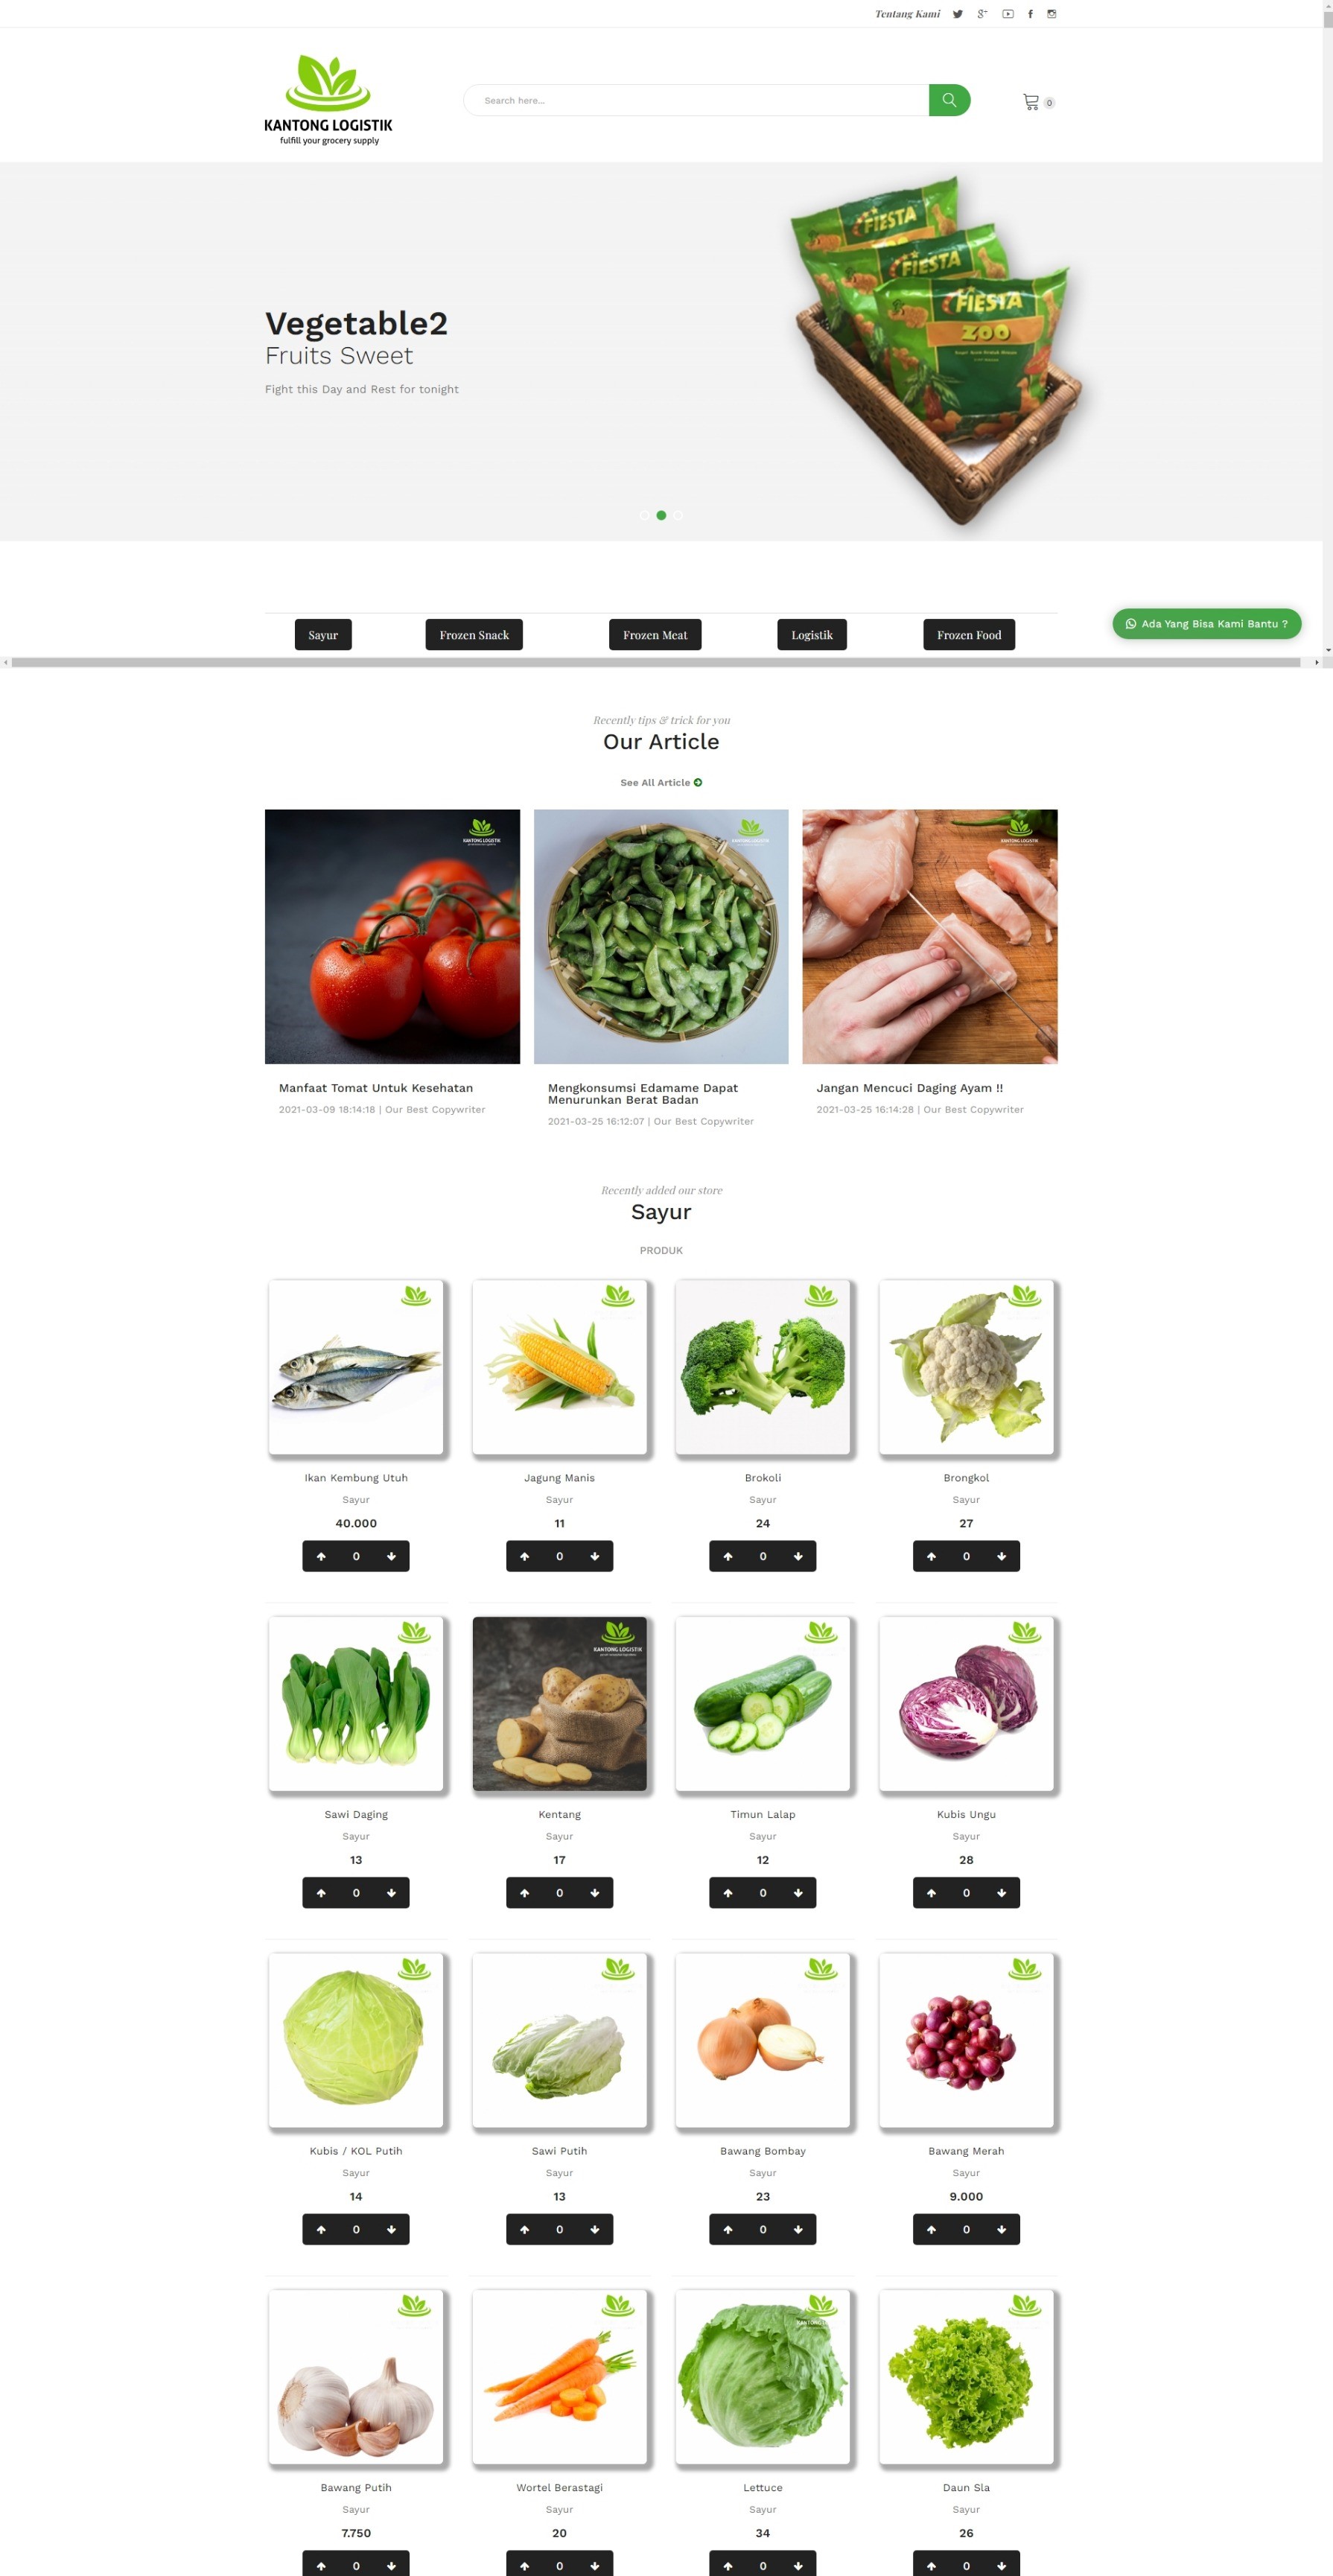 Tentang Kami
KANTONG LOGISTIK
fulfill your grocery supply
Search here...
0
FIESTA
FIESTA
FIESTA
ZOO
Vegetable2
Fruits Sweet
Fight this Day and Rest for tonight
Sayur
Frozen Snack
Frozen Meat
Logistik
Frozen Food
Ada Yang Bisa Kami Bantu ?
Recently tips & trick for you
Our Article
See All Article
KANTONG LOGISTIK
KANTONG LOGISTIK
KANTONG LOGISTIK
Manfaat Tomat Untuk Kesehatan
2021-03-09 18:14:18 | Our Best Copywriter
Mengkonsumsi Edamame Dapat
Menurunkan Berat Badan
2021-03-25 16:12:07 | Our Best Copywriter
Jangan Mencuci Daging Ayam !!
2021-03-25 16:14:28 | Our Best Copywriter
Recently added our store
Sayur
PRODUK
Ikan Kembung Utuh
Sayur
40.000
0
Jagung Manis
Sayur
11
0
Brokoli
Sayur
24
0
Brongkol
Sayur
27
0
Sawi Daging
Sayur
13
0
KANTONG LOGISTIK
Kentang
Sayur
17
0
Timun Lalap
Sayur
12
0
Kubis Ungu
Sayur
28
0
Kubis / KOL Putih
Sayur
14
0
Sawi Putih
Sayur
13
0
Bawang Bombay
Sayur
23
0
Bawang Merah
Sayur
9.000
0
Bawang Putih
Sayur
7.750
0
Wortel Berastagi
Sayur
20
0
Lettuce
Sayur
34
0
Daun Sla
Sayur
26
0